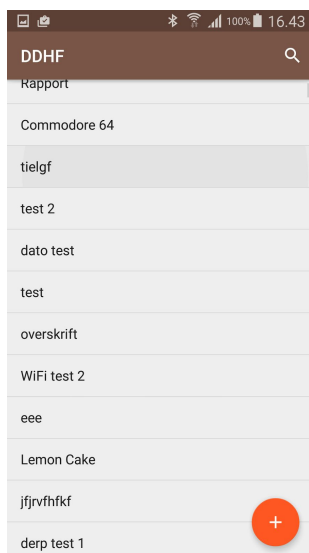 100% 16.43
DDHF
Rapport
Commodore 64
tielgf
test 2
dato test
test
overskrift
WiFi test 2
eee
Lemon Cake
jfjrvfhfkf
derp test 1